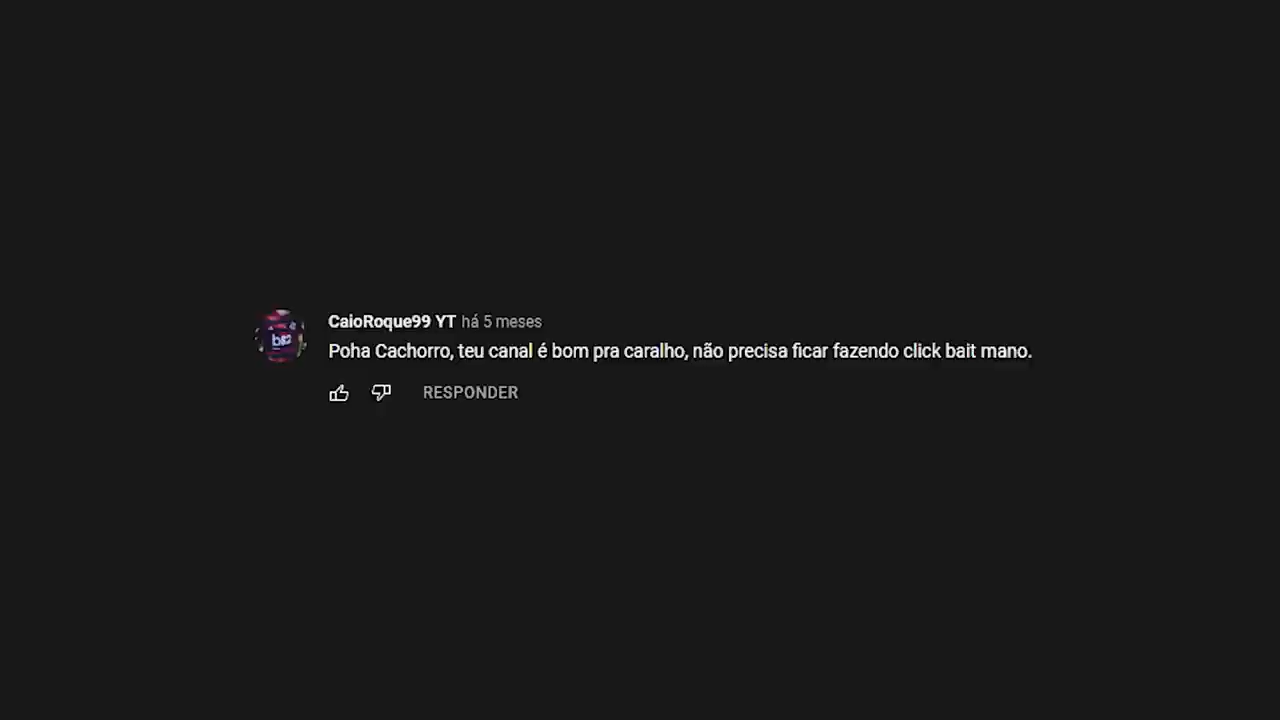 CaioRoque99 YT há 5 meses
Poha Cachorro, teu canal é bom pra caralho, não precisa ficar fazendo click bait mano.
RESPONDER